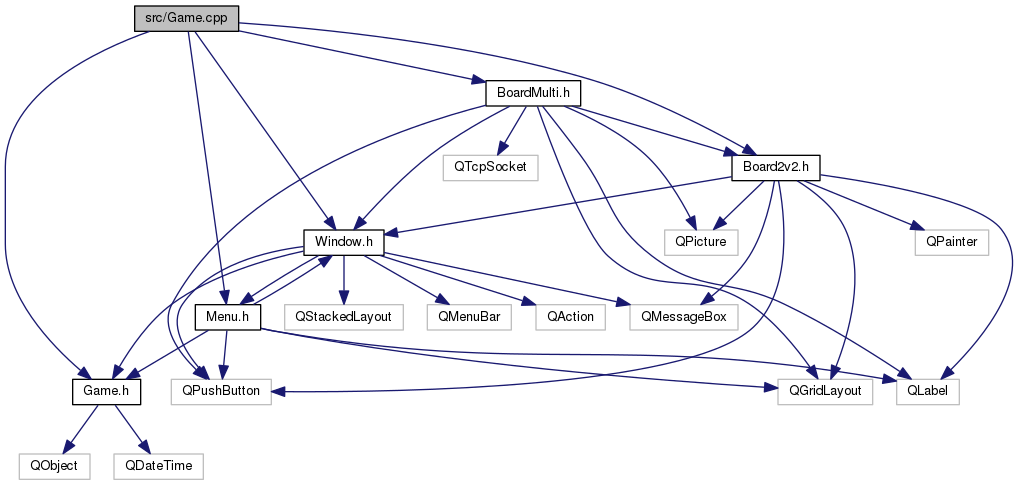 src/Game.cpp
BoardMulti.h
QTcpSocket
Board2v2.h
Window.h
QPicture
QPainter
Menu.h
QStackedLayout
QMenuBar
QAction
QMessageBox
Game.h
QPushButton
QGridLayout
QLabel
QObject
QDateTime